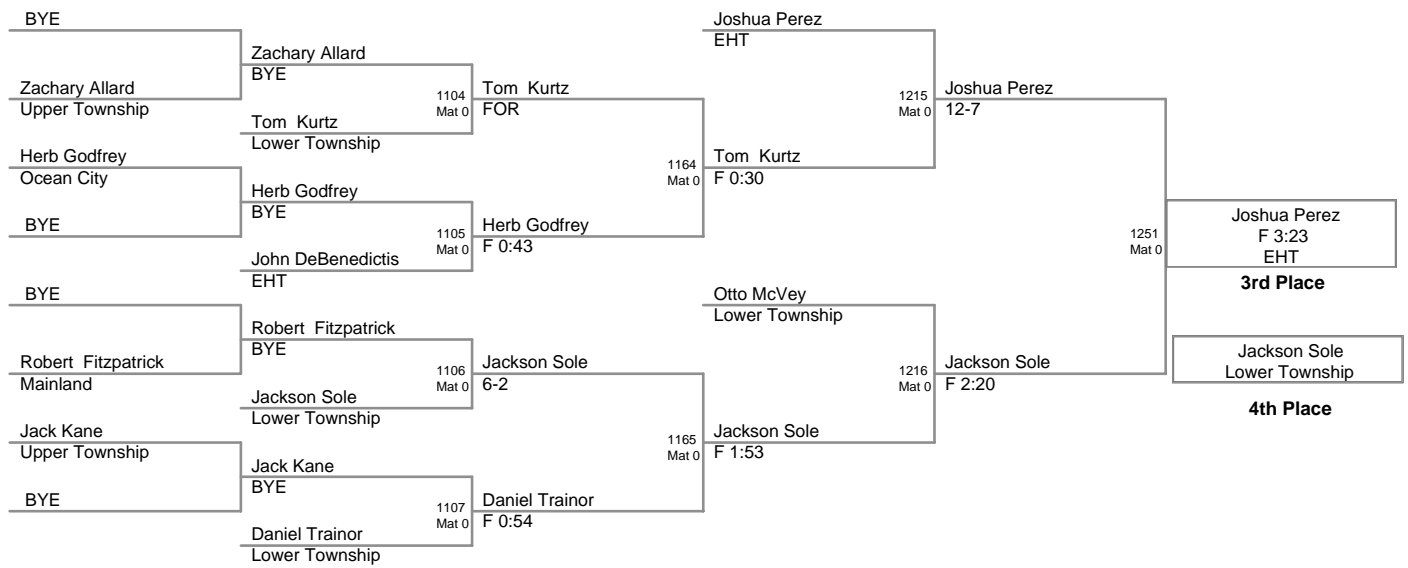 BYE
Zachary Allard
Upper Township
Herb Godfrey
Ocean City
BYE
BYE
Robert  Fitzpatrick
Mainland
Jack Kane
Upper Township
BYE
Zachary Allard
BYE
Tom  Kurtz
Lower Township
Herb Godfrey
BYE
John DeBenedictis
EHT
Robert  Fitzpatrick
BYE
Jackson Sole
Lower Township
Jack Kane
BYE
Daniel Trainor
Lower Township
1104
Mat 0
Tom  Kurtz
FOR
1105
Mat 0
Herb Godfrey
F 0:43
1106
Mat 0
Jackson Sole
6-2
1107
Mat 0
Daniel Trainor
F 0:54
Joshua Perez
EHT
1164
Mat 0
Tom  Kurtz
F 0:30
Otto McVey
Lower Township
1165
Mat 0
Jackson Sole
F 1:53
1215
Mat 0
Joshua Perez
12-7
1216
Mat 0
Jackson Sole
F 2:20
1251
Mat 0
Joshua Perez
F 3:23
EHT
3rd Place
Jackson Sole
Lower Township
4th Place